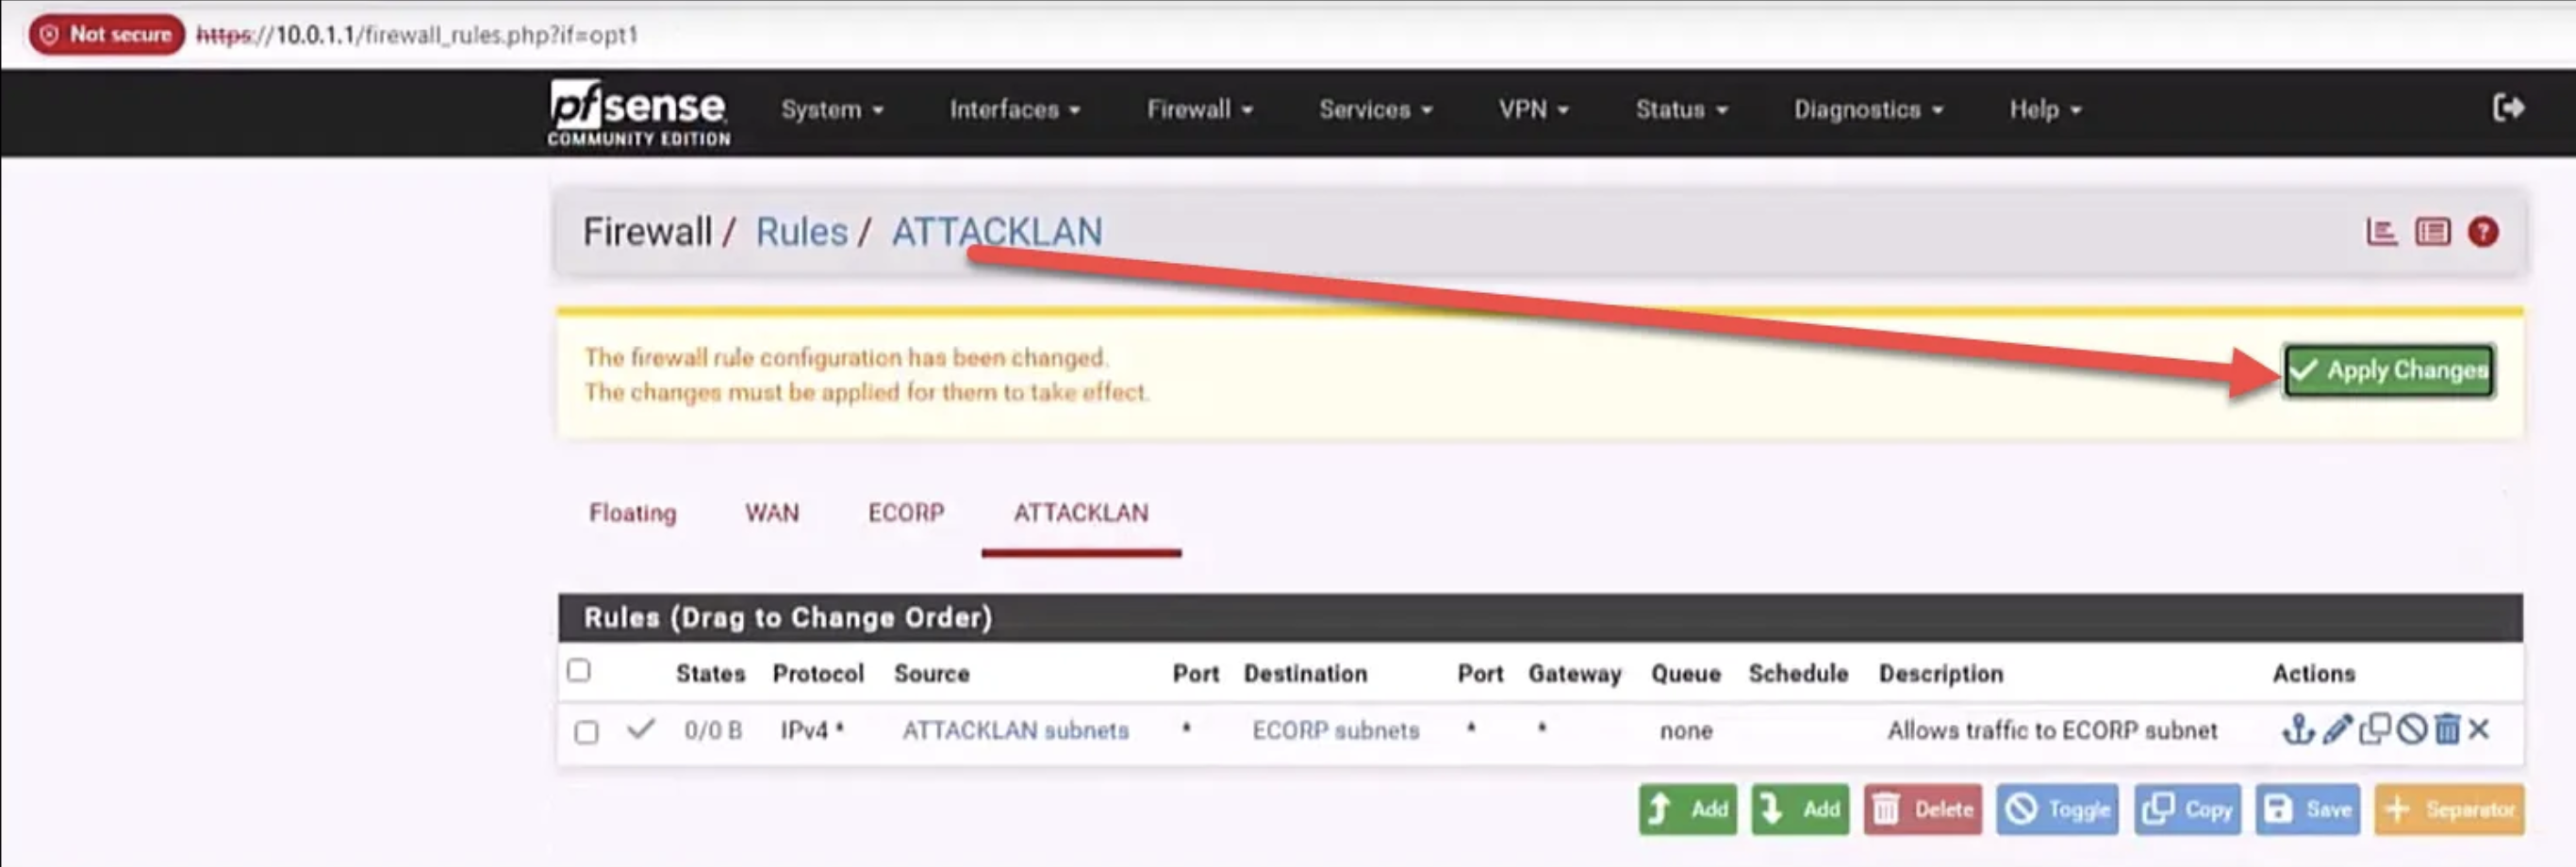 Not secure https://10.0.1.1/firewall_rules.php?if=opt1
pfsense
COMMUNITY EDITION
System Interfaces Firewall Services VPN Status Diagnostics Help
Firewall / Rules / ATTACKLAN
The firewall rule configuration has been changed.
The changes must be applied for them to take effect.
Apply Changes
Floating WAN ECORP ATTACKLAN
Rules (Drag to Change Order)
States Protocol Source Port Destination Port Gateway Queue Schedule Description Actions
0/0 B IPv4 * ATTACKLAN subnets * ECORP subnets * * none Allows traffic to ECORP subnet
Add Add Delete Toggle Copy Save Separator